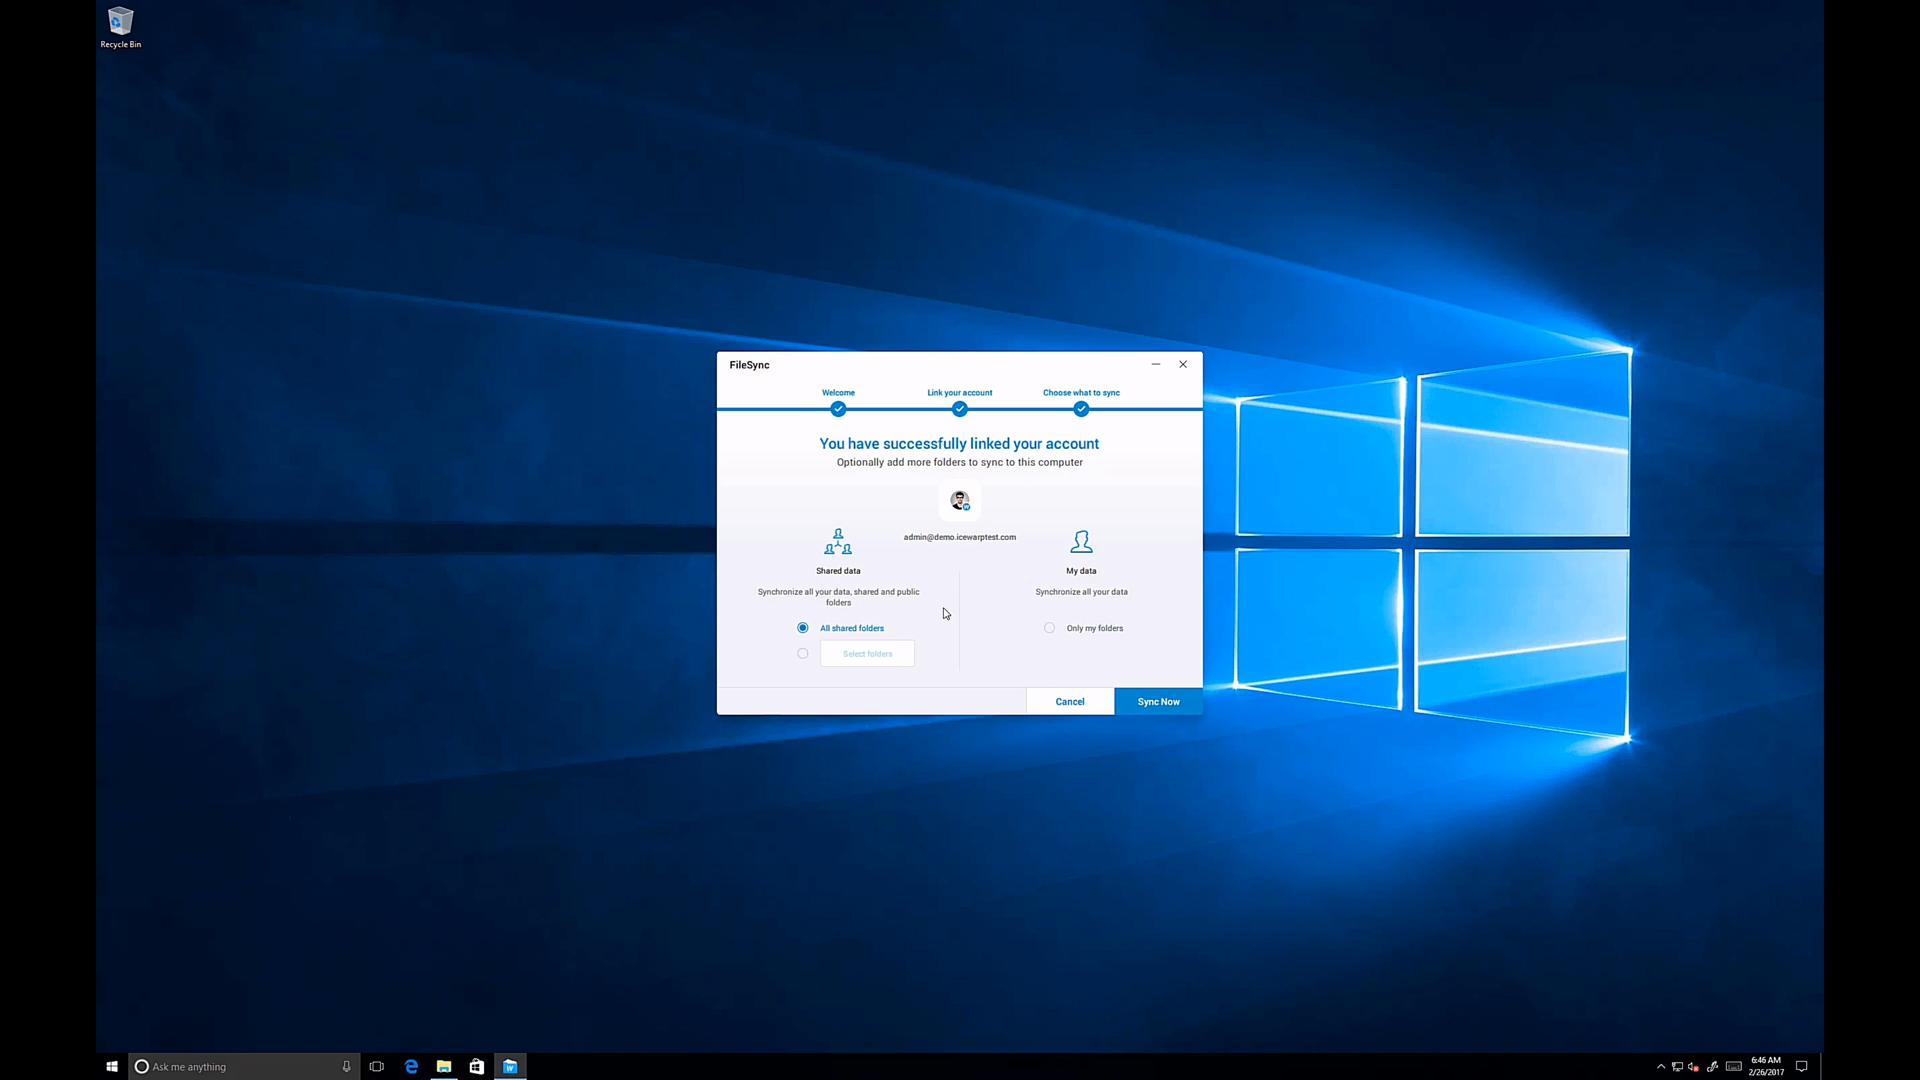 Recycle Bin
FileSync
Welcome
Link your account
Choose what to sync
You have successfully linked your account
Optionally add more folders to sync to this computer
admin@demo.icewarptest.com
Shared data
Synchronize all your data, shared and public
folders
All shared folders
Select folders
My data
Synchronize all your data
Only my folders
Cancel
Sync Now
Ask me anything
6:46 AM
2/26/2017